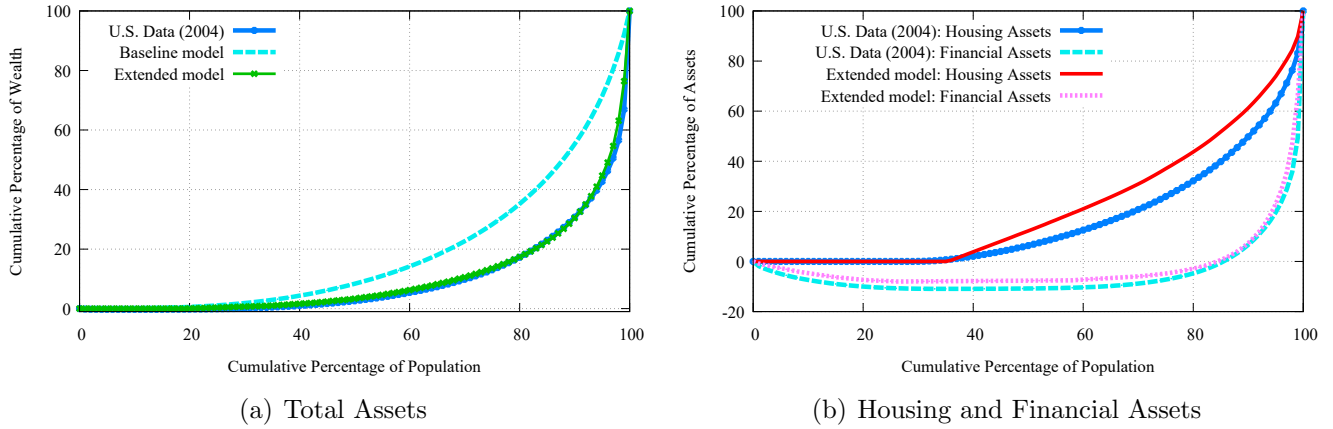 U.S. Data (2004)
Baseline model
Extended model
Cumulative Percentage of Wealth
100
80
60
40
20
0
0 20 40 60 80 100
Cumulative Percentage of Population
(a) Total Assets
U.S. Data (2004): Housing Assets
U.S. Data (2004): Financial Assets
Extended model: Housing Assets
Extended model: Financial Assets
Cumulative Percentage of Assets
100
80
60
40
20
0
-20
0 20 40 60 80 100
Cumulative Percentage of Population
(b) Housing and Financial Assets